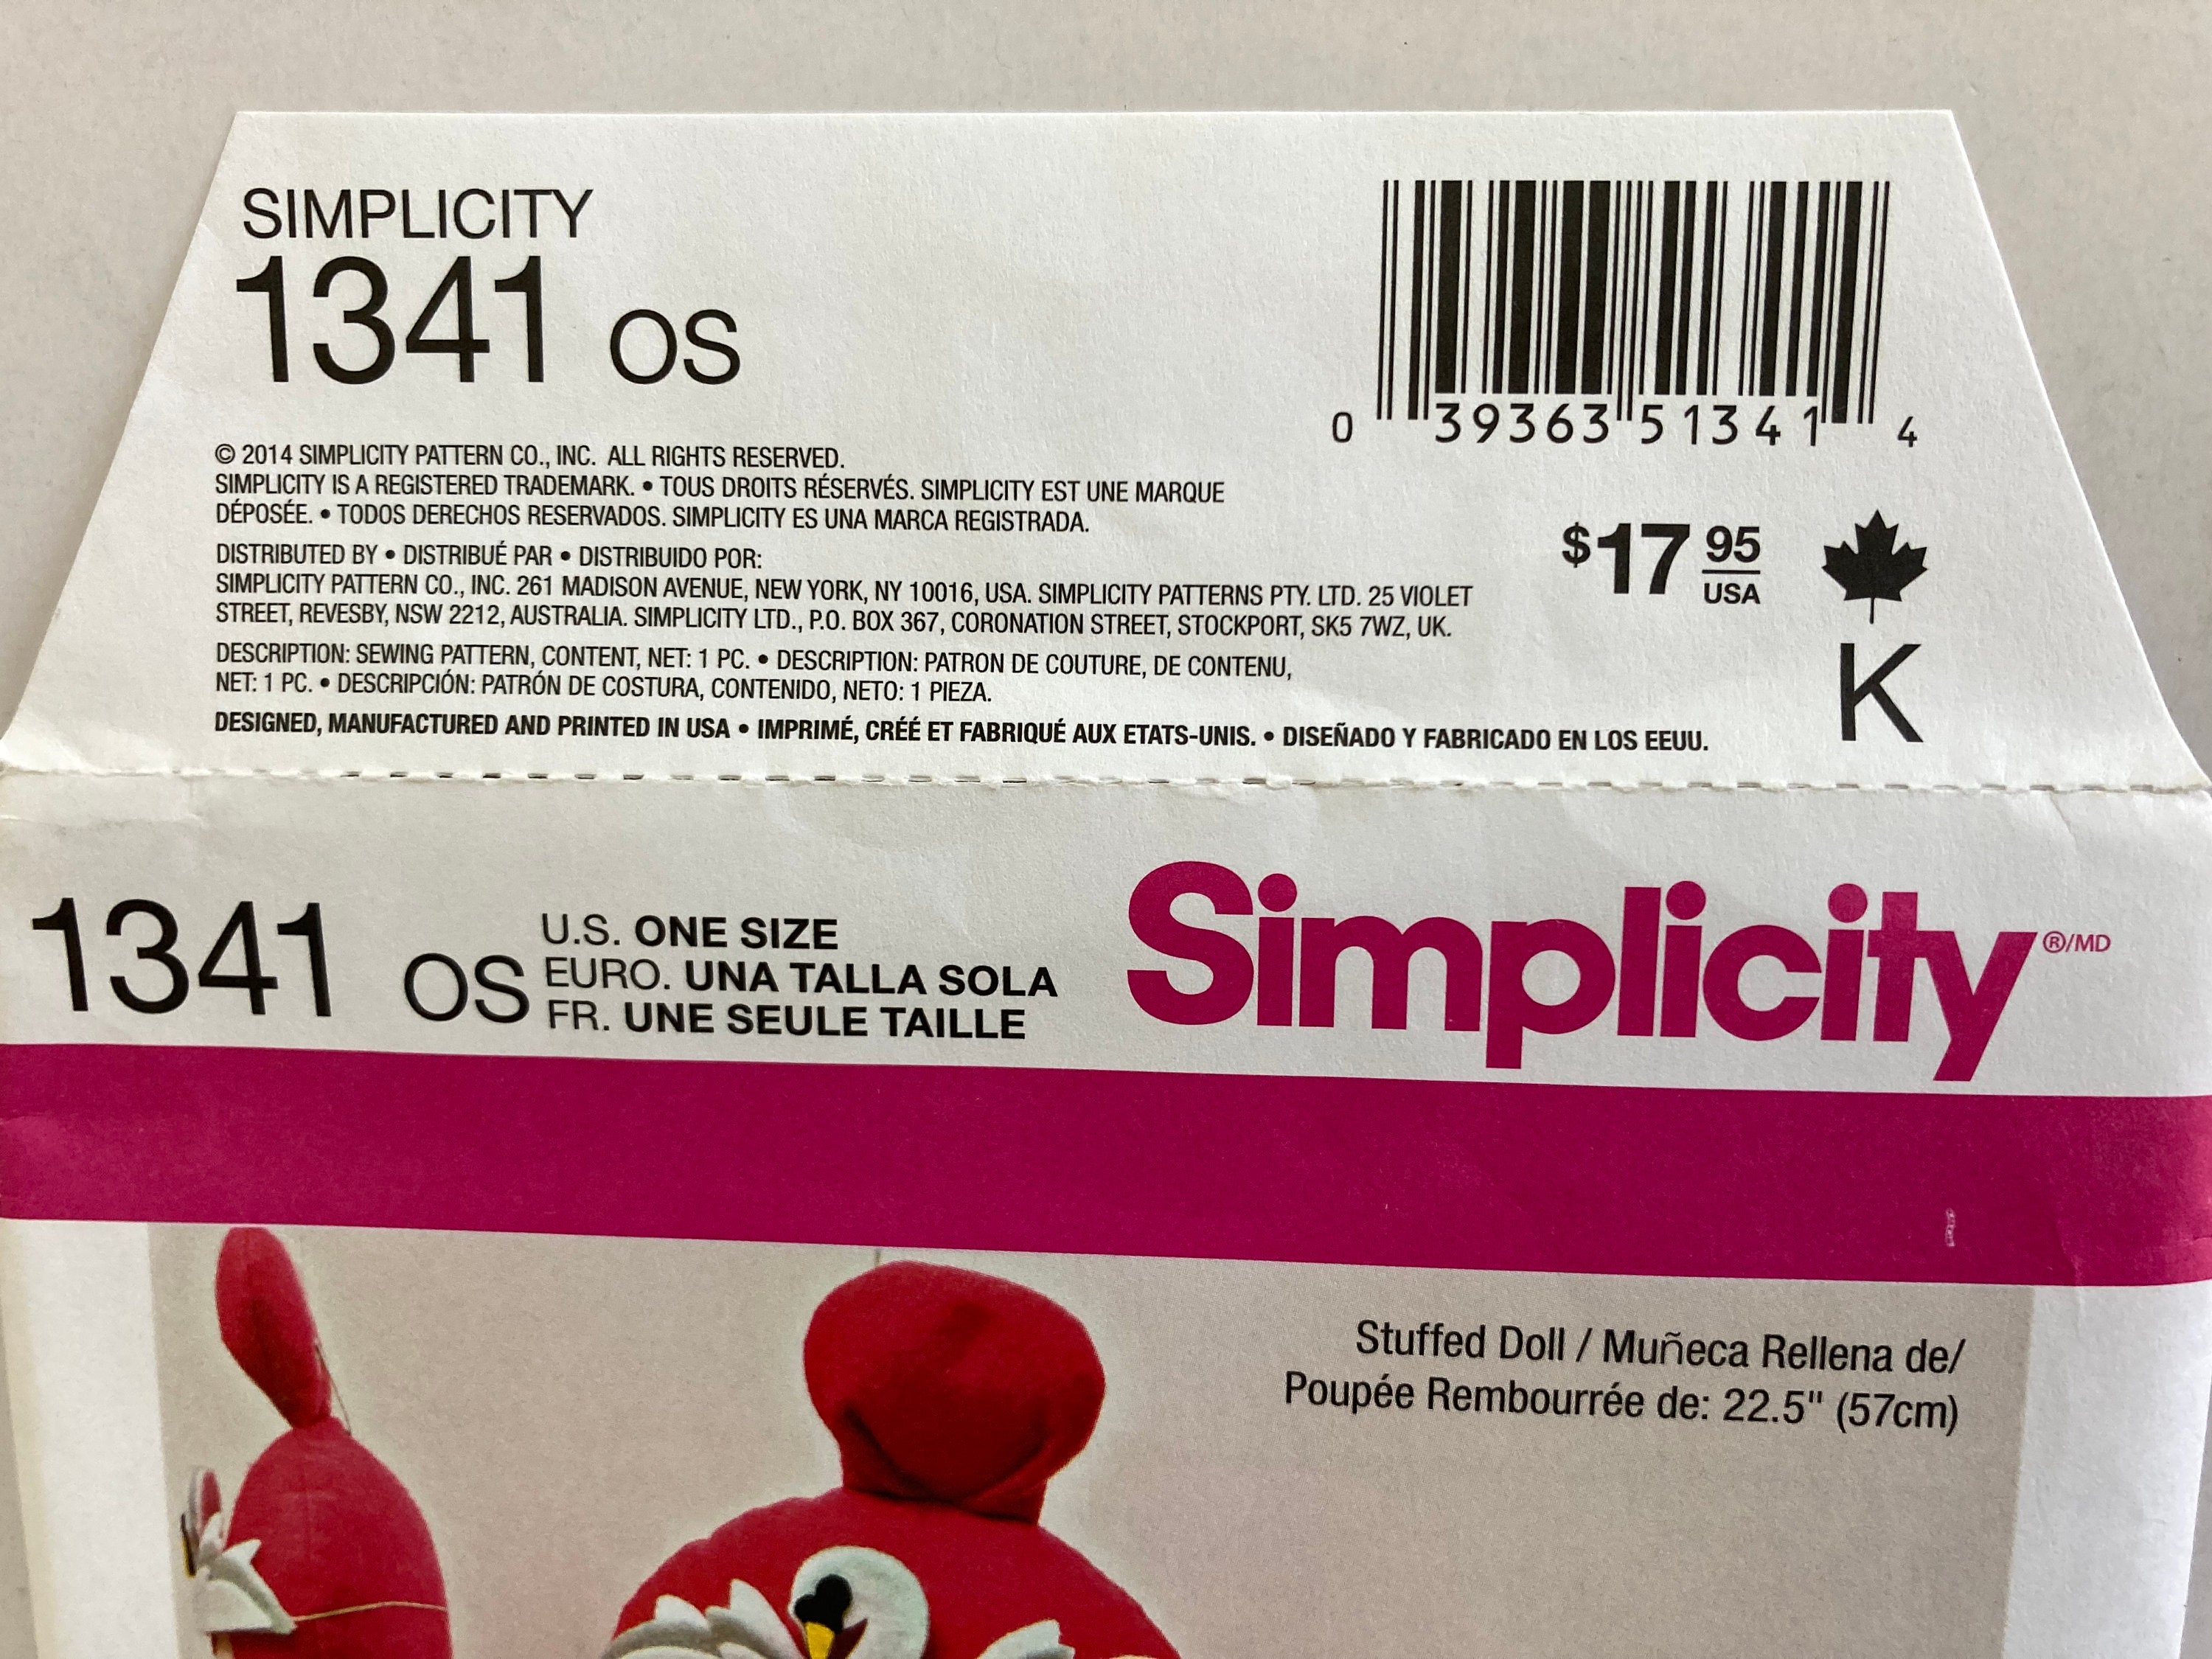 SIMPLICITY
1341 OS
0 39363 51341 4
© 2014 SIMPLICITY PATTERN CO., INC. ALL RIGHTS RESERVED.
SIMPLICITY IS A REGISTERED TRADEMARK. • TOUS DROITS RÉSERVÉS. SIMPLICITY EST UNE MARQUE
DÉPOSÉE. • TODOS DERECHOS RESERVADOS. SIMPLICITY ES UNA MARCA REGISTRADA.
DISTRIBUTED BY • DISTRIBUÉ PAR • DISTRIBUIDO POR:
SIMPLICITY PATTERN CO., INC. 261 MADISON AVENUE, NEW YORK, NY 10016, USA. SIMPLICITY PATTERNS PTY. LTD. 25 VIOLET
STREET, REVESBY, NSW 2212, AUSTRALIA. SIMPLICITY LTD., P.O. BOX 367, CORONATION STREET, STOCKPORT, SK5 7WZ, UK.
DESCRIPTION: SEWING PATTERN, CONTENT, NET: 1 PC. • DESCRIPTION: PATRON DE COUTURE, DE CONTENU,
NET: 1 PC. • DESCRIPCIÓN: PATRÓN DE COSTURA, CONTENIDO, NETO: 1 PIEZA.
DESIGNED, MANUFACTURED AND PRINTED IN USA • IMPRIMÉ, CRÉÉ ET FABRIQUÉ AUX ETATS-UNIS. • DISEÑADO Y FABRICADO EN LOS EEUU.
$17 95
USA
K
1341 OS
U.S. ONE SIZE
EURO. UNA TALLA SOLA
FR. UNE SEULE TAILLE
Simplicity ®/MD
Stuffed Doll / Muñeca Rellena de/
Poupée Rembourrée de: 22.5" (57cm)